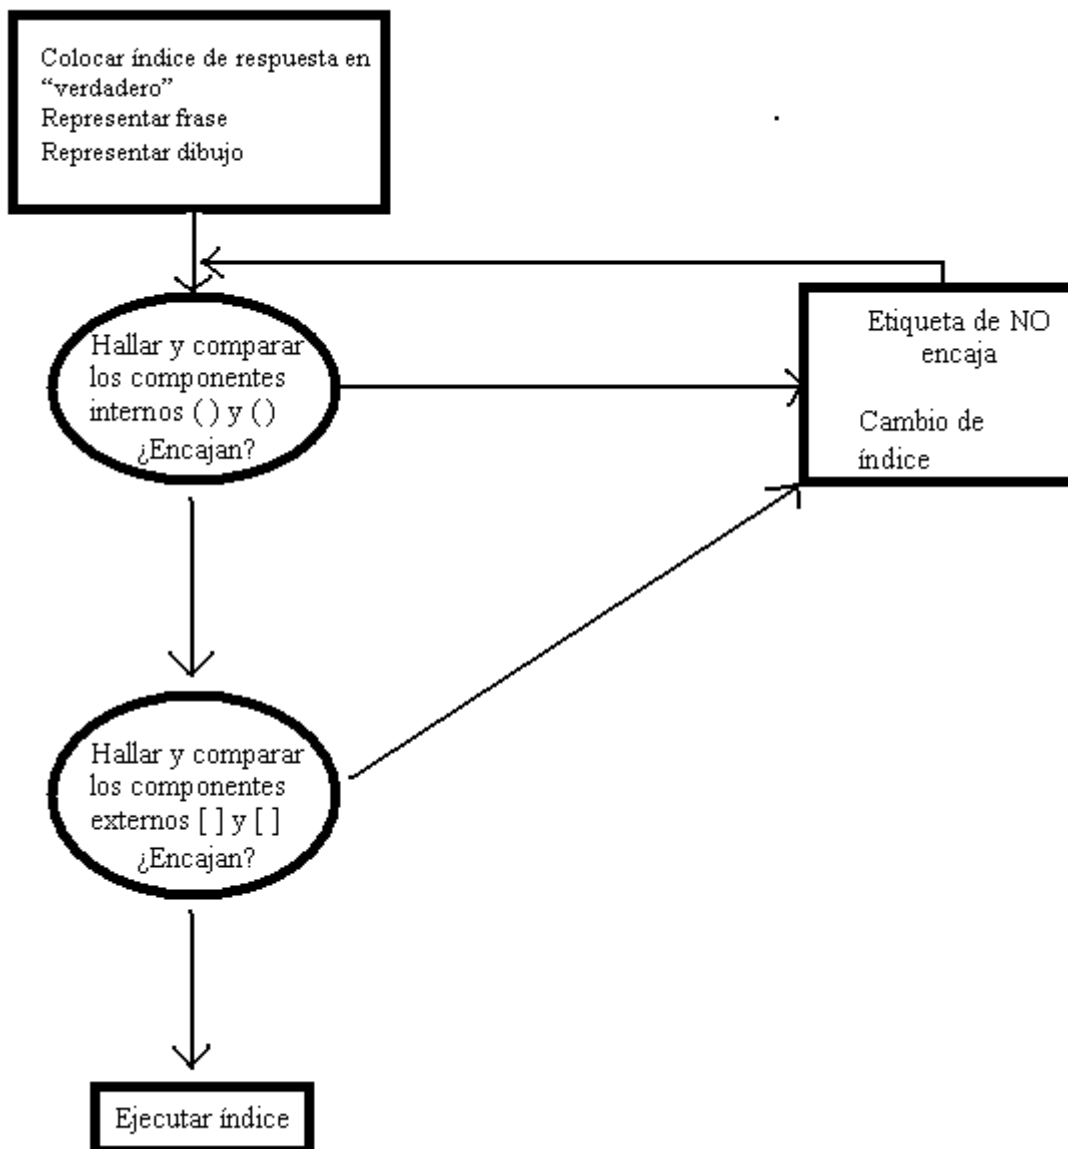 Colocar índice de respuesta en
“verdadero”
Representar frase
Representar dibujo
Hallar y comparar
los componentes
internos ( ) y ()
¿Encajan?
Etiqueta de NO
encaja
Cambio de
índice
Hallar y comparar
los componentes
externos [ ] y [ ]
¿Encajan?
Ejecutar índice